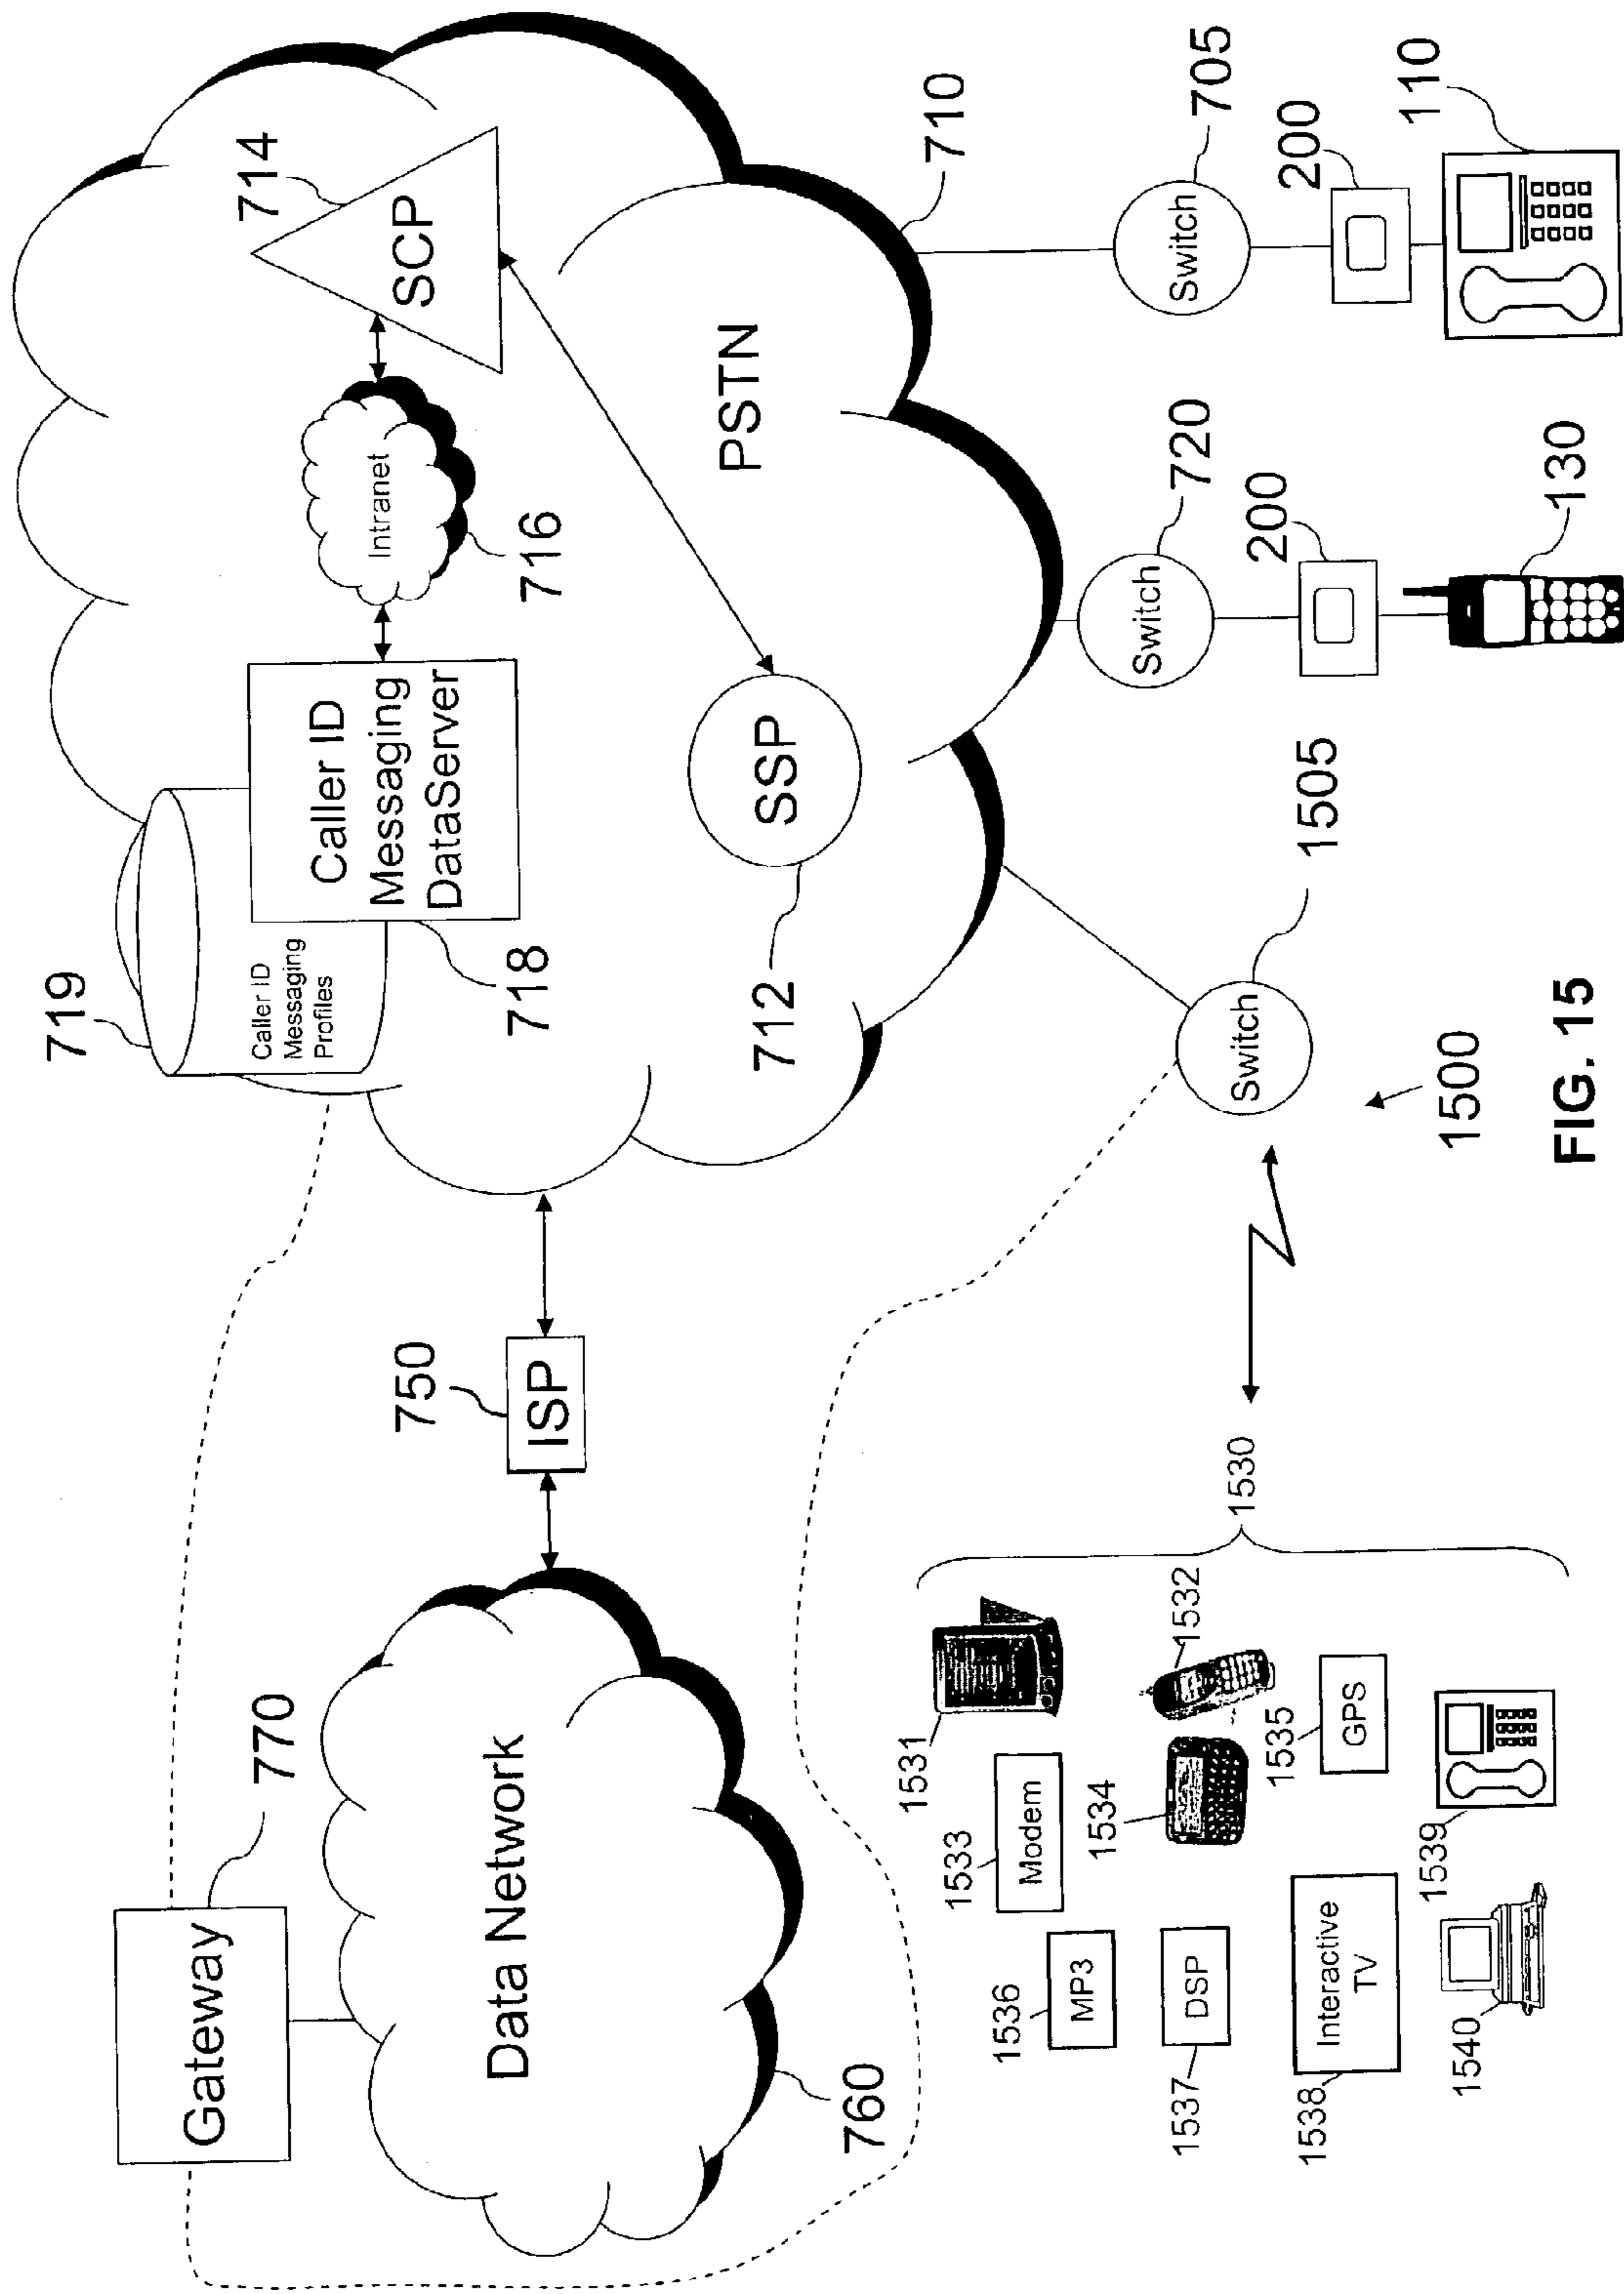 719
Caller ID
Messaging
Profiles
Caller ID
Messaging
DataServer
718
Intranet
716
714
SCP
712
SSP
PSTN
710
Gateway
770
Data Network
760
750
ISP
Switch
1505
Switch
720
200
130
Switch
705
200
110
1500
1530
1531
1532
1533
Modem
1534
1535
GPS
1536
MP3
1537
DSP
1538
Interactive
TV
1539
1540
FIG. 15